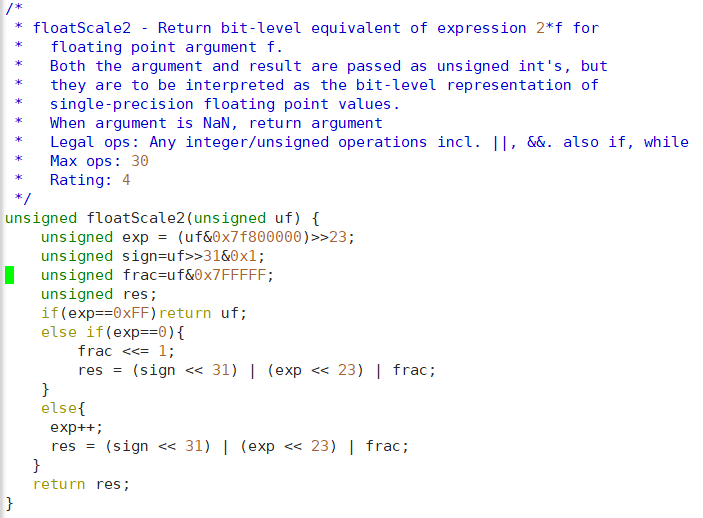 /*
 * floatScale2 - Return bit-level equivalent of expression 2*f for
 *   floating point argument f.
 *   Both the argument and result are passed as unsigned int's, but
 *   they are to be interpreted as the bit-level representation of
 *   single-precision floating point values.
 *   When argument is NaN, return argument
 *   Legal ops: Any integer/unsigned operations incl. ||, &&. also if, while
 *   Max ops: 30
 *   Rating: 4
 */
unsigned floatScale2(unsigned uf) {
    unsigned exp = (uf&0x7f800000)>>23;
    unsigned sign=uf>>31&0x1;
    unsigned frac=uf&0x7FFFFF;
    unsigned res;
    if(exp==0xFF)return uf;
    else if(exp==0){
        frac <<= 1;
        res = (sign << 31) | (exp << 23) | frac;
    }
    else{
     exp++;
     res = (sign << 31) | (exp << 23) | frac;
   }
   return res;
}